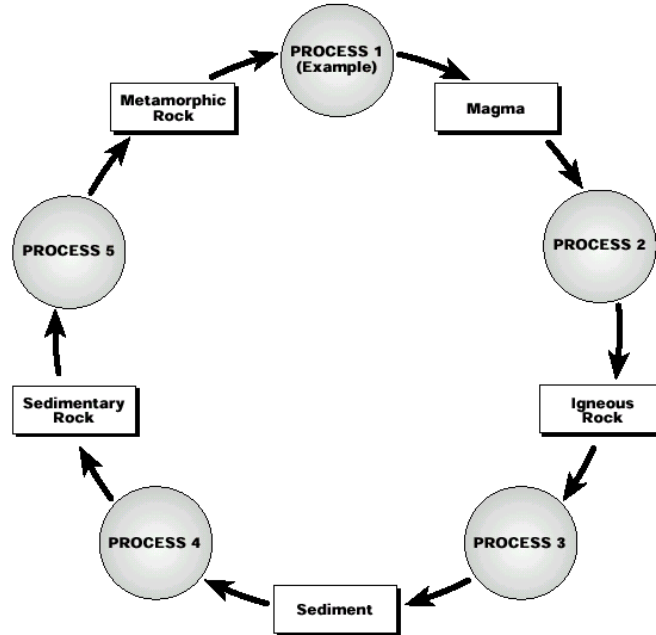 PROCESS 1
(Example)
Magma
PROCESS 2
Igneous
Rock
PROCESS 3
Sediment
PROCESS 4
Sedimentary
Rock
PROCESS 5
Metamorphic
Rock